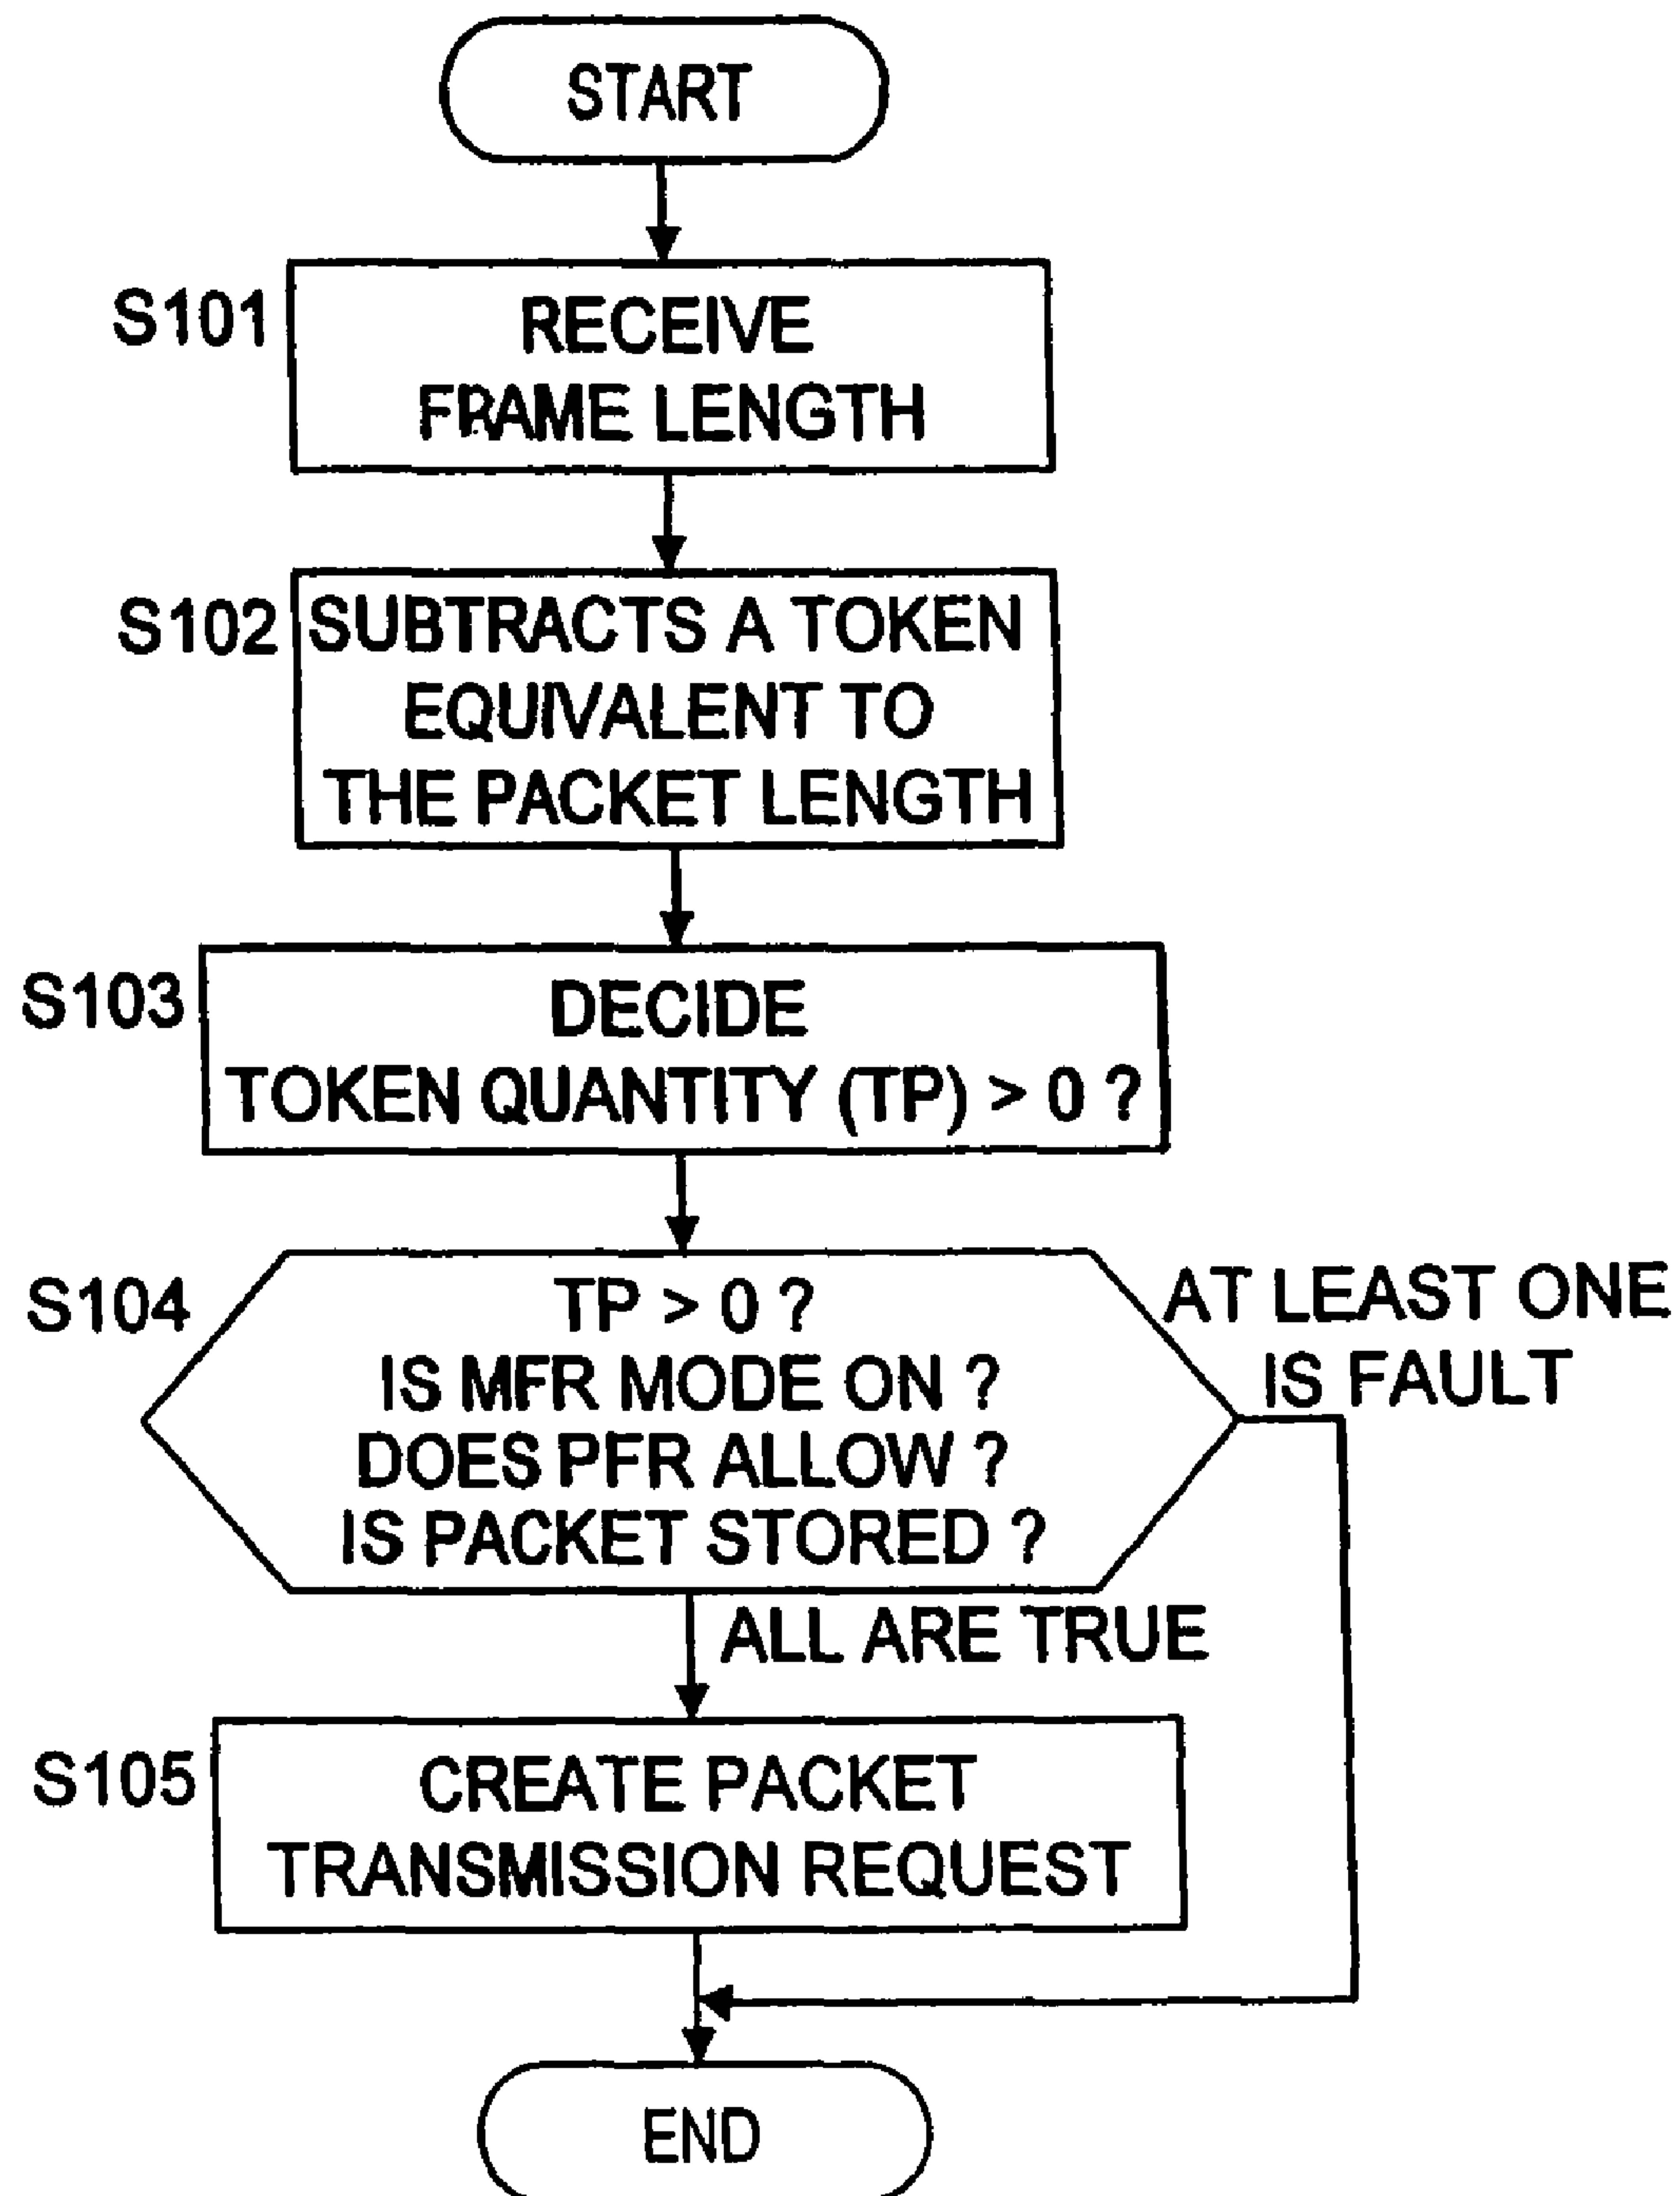 START
S101
RECEIVE
FRAME LENGTH
S102
SUBTRACTS A TOKEN
EQUIVALENT TO
THE PACKET LENGTH
S103
DECIDE
TOKEN QUANTITY (TP) > 0 ?
S104
TP > 0 ?
IS MFR MODE ON ?
DOES PFR ALLOW ?
IS PACKET STORED ?
AT LEAST ONE
IS FAULT
ALL ARE TRUE
S105
CREATE PACKET
TRANSMISSION REQUEST
END